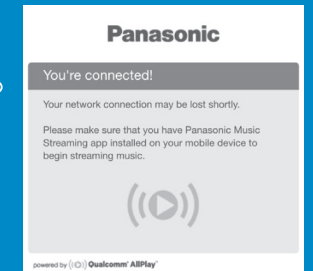 Panasonic
You're connected!
Your network connection may be lost shortly.
Please make sure that you have Panasonic Music
Streaming app installed on your mobile device to
begin streaming music.
powered by Qualcomm® AllPlay™